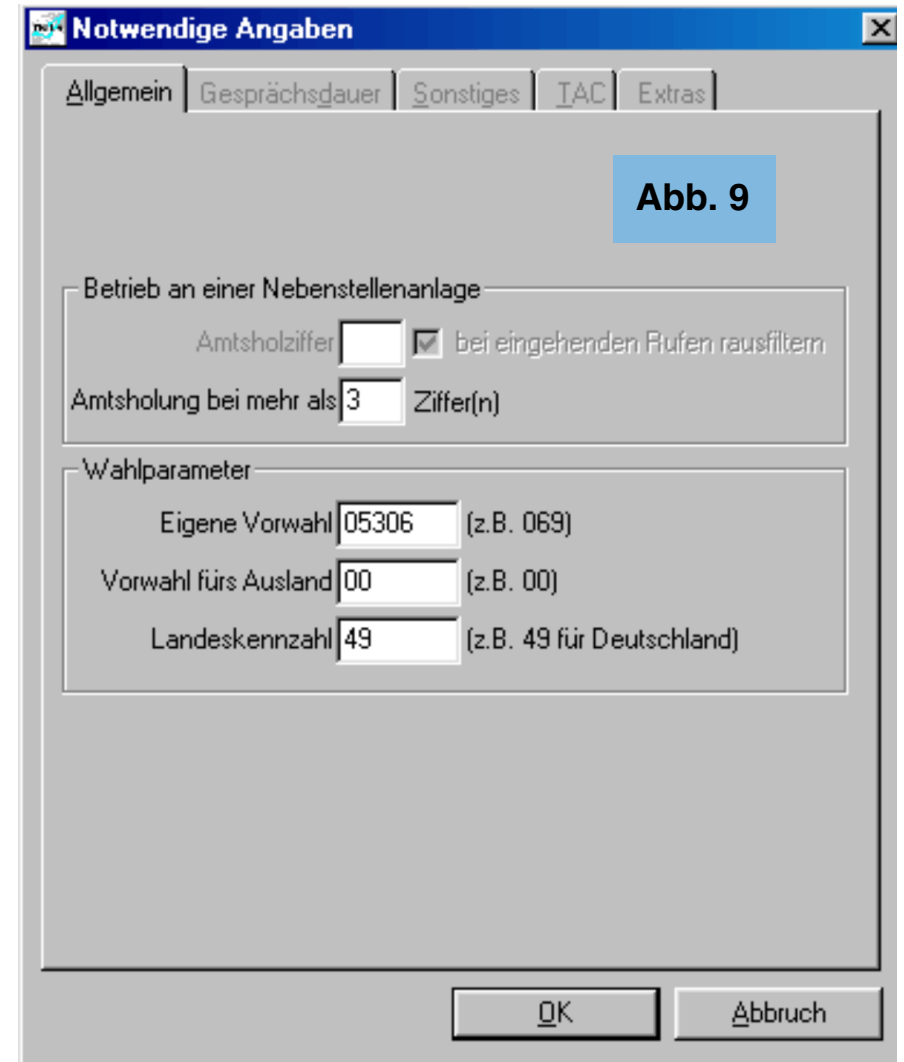 Notwendige Angaben
Allgemein Gesprächsdauer Sonstiges TAC Extras
Abb. 9
Betrieb an einer Nebenstellenanlage
Amtsholziffer bei eingehenden Rufen rausfiltern
Amtsholung bei mehr als 3 Ziffer(n)
Wahlparameter
Eigene Vorwahl 05306 (z.B. 069)
Vorwahl fürs Ausland 00 (z.B. 00)
Landeskennzahl 49 (z.B. 49 für Deutschland)
OK Abbruch